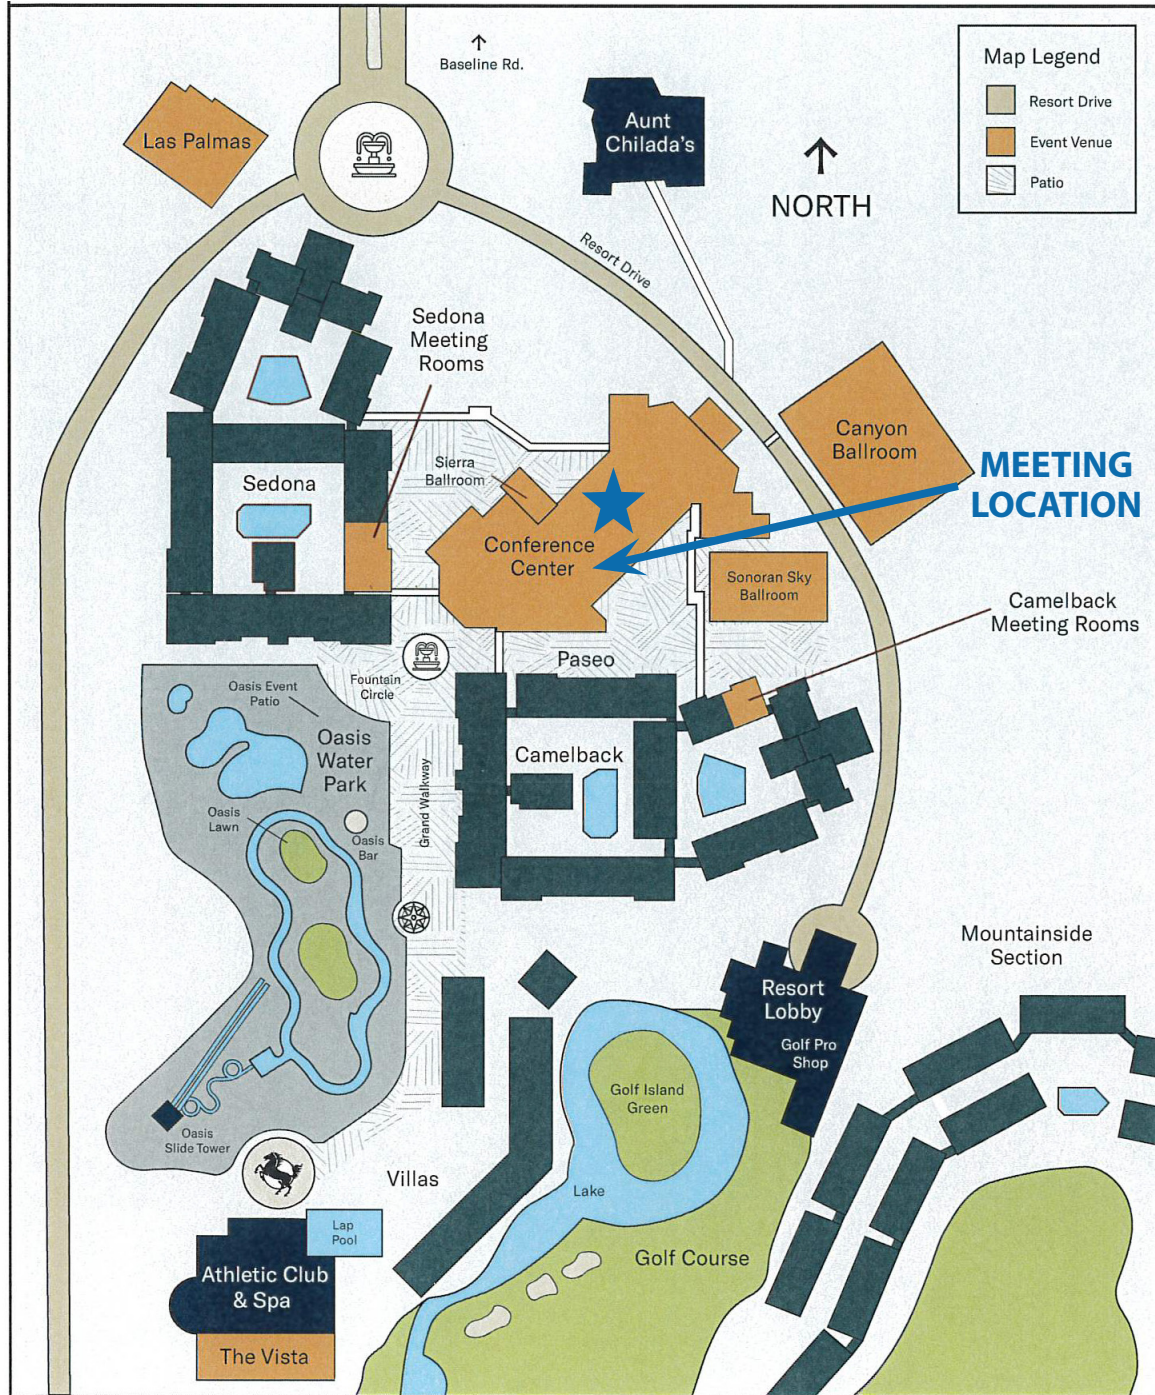 Baseline Rd.
Map Legend
Resort Drive
Event Venue
Patio
Las Palmas
Aunt
Chilada's
NORTH
Resort Drive
Sedona
Meeting
Rooms
Canyon
Ballroom
Sierra
Ballroom
MEETING
LOCATION
Sedona
Conference
Center
Sonoran Sky
Ballroom
Camelback
Meeting Rooms
Paseo
Fountain
Circle
Oasis Event
Patio
Oasis
Water
Park
Camelback
Grand Walkway
Oasis
Lawn
Oasis
Bar
Mountainside
Section
Resort
Lobby
Golf Pro
Shop
Golf Island
Green
Oasis
Slide Tower
Villas
Lake
Lap
Pool
Golf Course
Athletic Club
& Spa
The Vista